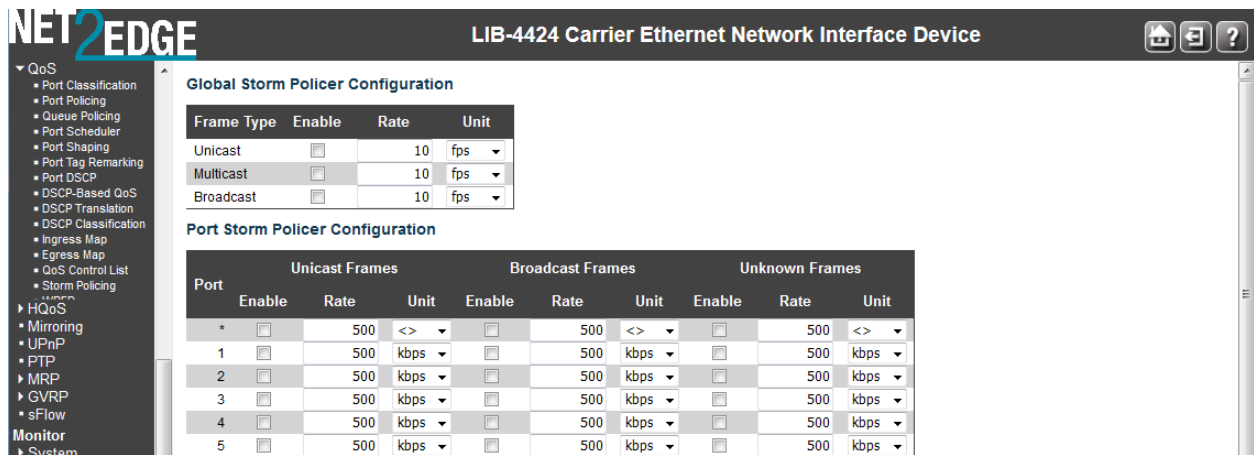 NET2EDGE
LIB-4424 Carrier Ethernet Network Interface Device
?
QoS
Port Classification
Port Policing
Queue Policing
Port Scheduler
Port Shaping
Port Tag Remarking
Port DSCP
DSCP-Based QoS
DSCP Translation
DSCP Classification
Ingress Map
Egress Map
QoS Control List
Storm Policing
HQoS
Mirroring
UPnP
PTP
MRP
GVRP
sFlow
Monitor
System
Global Storm Policer Configuration
Frame Type Enable Rate Unit
Unicast 10 fps
Multicast 10 fps
Broadcast 10 fps
Port Storm Policer Configuration
Port Unicast Frames Broadcast Frames Unknown Frames
Enable Rate Unit Enable Rate Unit Enable Rate Unit
* 500 <> 500 <> 500 <>
1 500 kbps 500 kbps 500 kbps
2 500 kbps 500 kbps 500 kbps
3 500 kbps 500 kbps 500 kbps
4 500 kbps 500 kbps 500 kbps
5 500 kbps 500 kbps 500 kbps